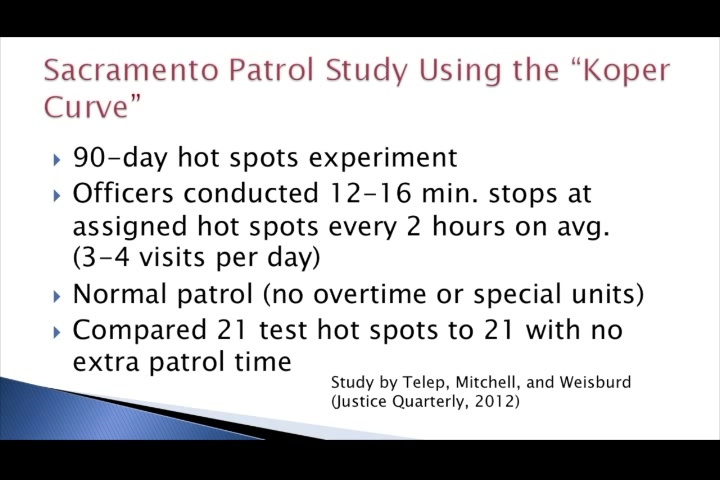 Sacramento Patrol Study Using the “Koper
Curve”
90-day hot spots experiment
Officers conducted 12-16 min. stops at
assigned hot spots every 2 hours on avg.
(3-4 visits per day)
Normal patrol (no overtime or special units)
Compared 21 test hot spots to 21 with no
extra patrol time
Study by Telep, Mitchell, and Weisburd
(Justice Quarterly, 2012)